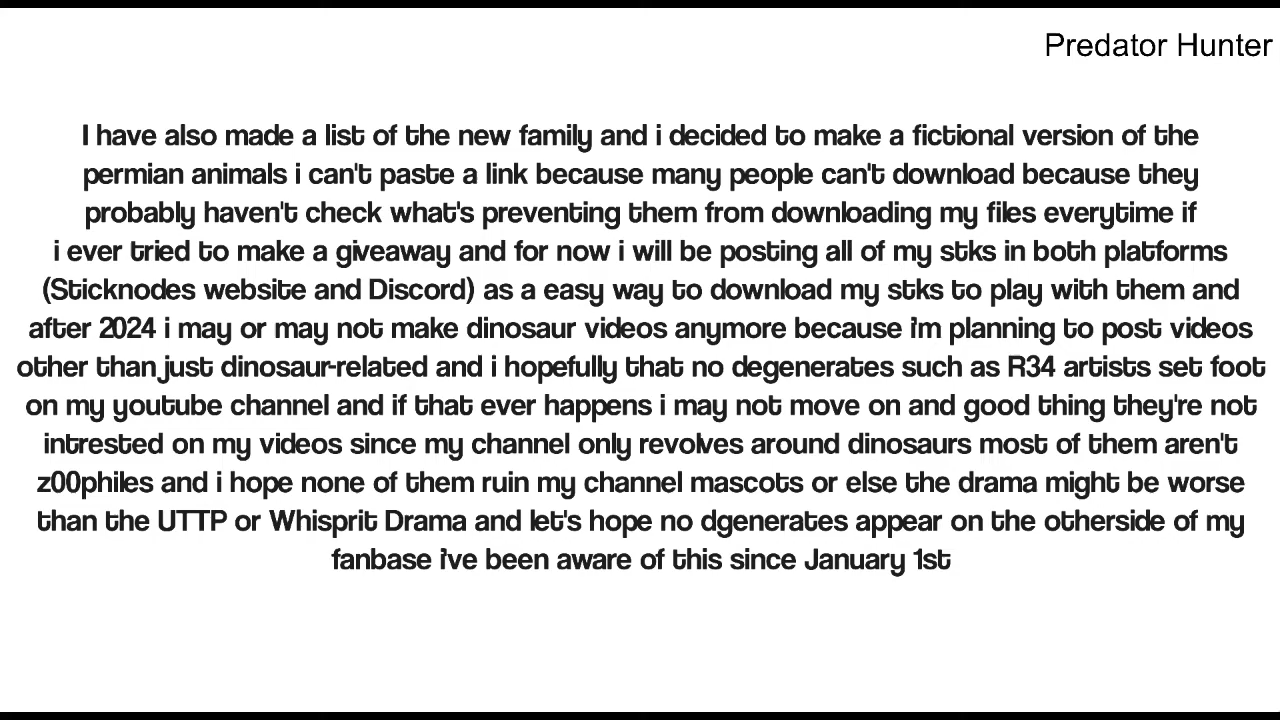 Predator Hunter
I have also made a list of the new family and i decided to make a fictional version of the
permian animals i can't paste a link because many people can't download because they
probably haven't check what's preventing them from downloading my files everytime if
i ever tried to make a giveaway and for now i will be posting all of my stks in both platforms
(Sticknodes website and Discord) as a easy way to download my stks to play with them and
after 2024 i may or may not make dinosaur videos anymore because i'm planning to post videos
other than just dinosaur-related and i hopefully that no degenerates such as R34 artists set foot
on my youtube channel and if that ever happens i may not move on and good thing they're not
intrested on my videos since my channel only revolves around dinosaurs most of them aren't
z00philes and i hope none of them ruin my channel mascots or else the drama might be worse
than the UTTP or Whisprit Drama and let's hope no dgenerates appear on the otherside of my
fanbase i've been aware of this since January 1st